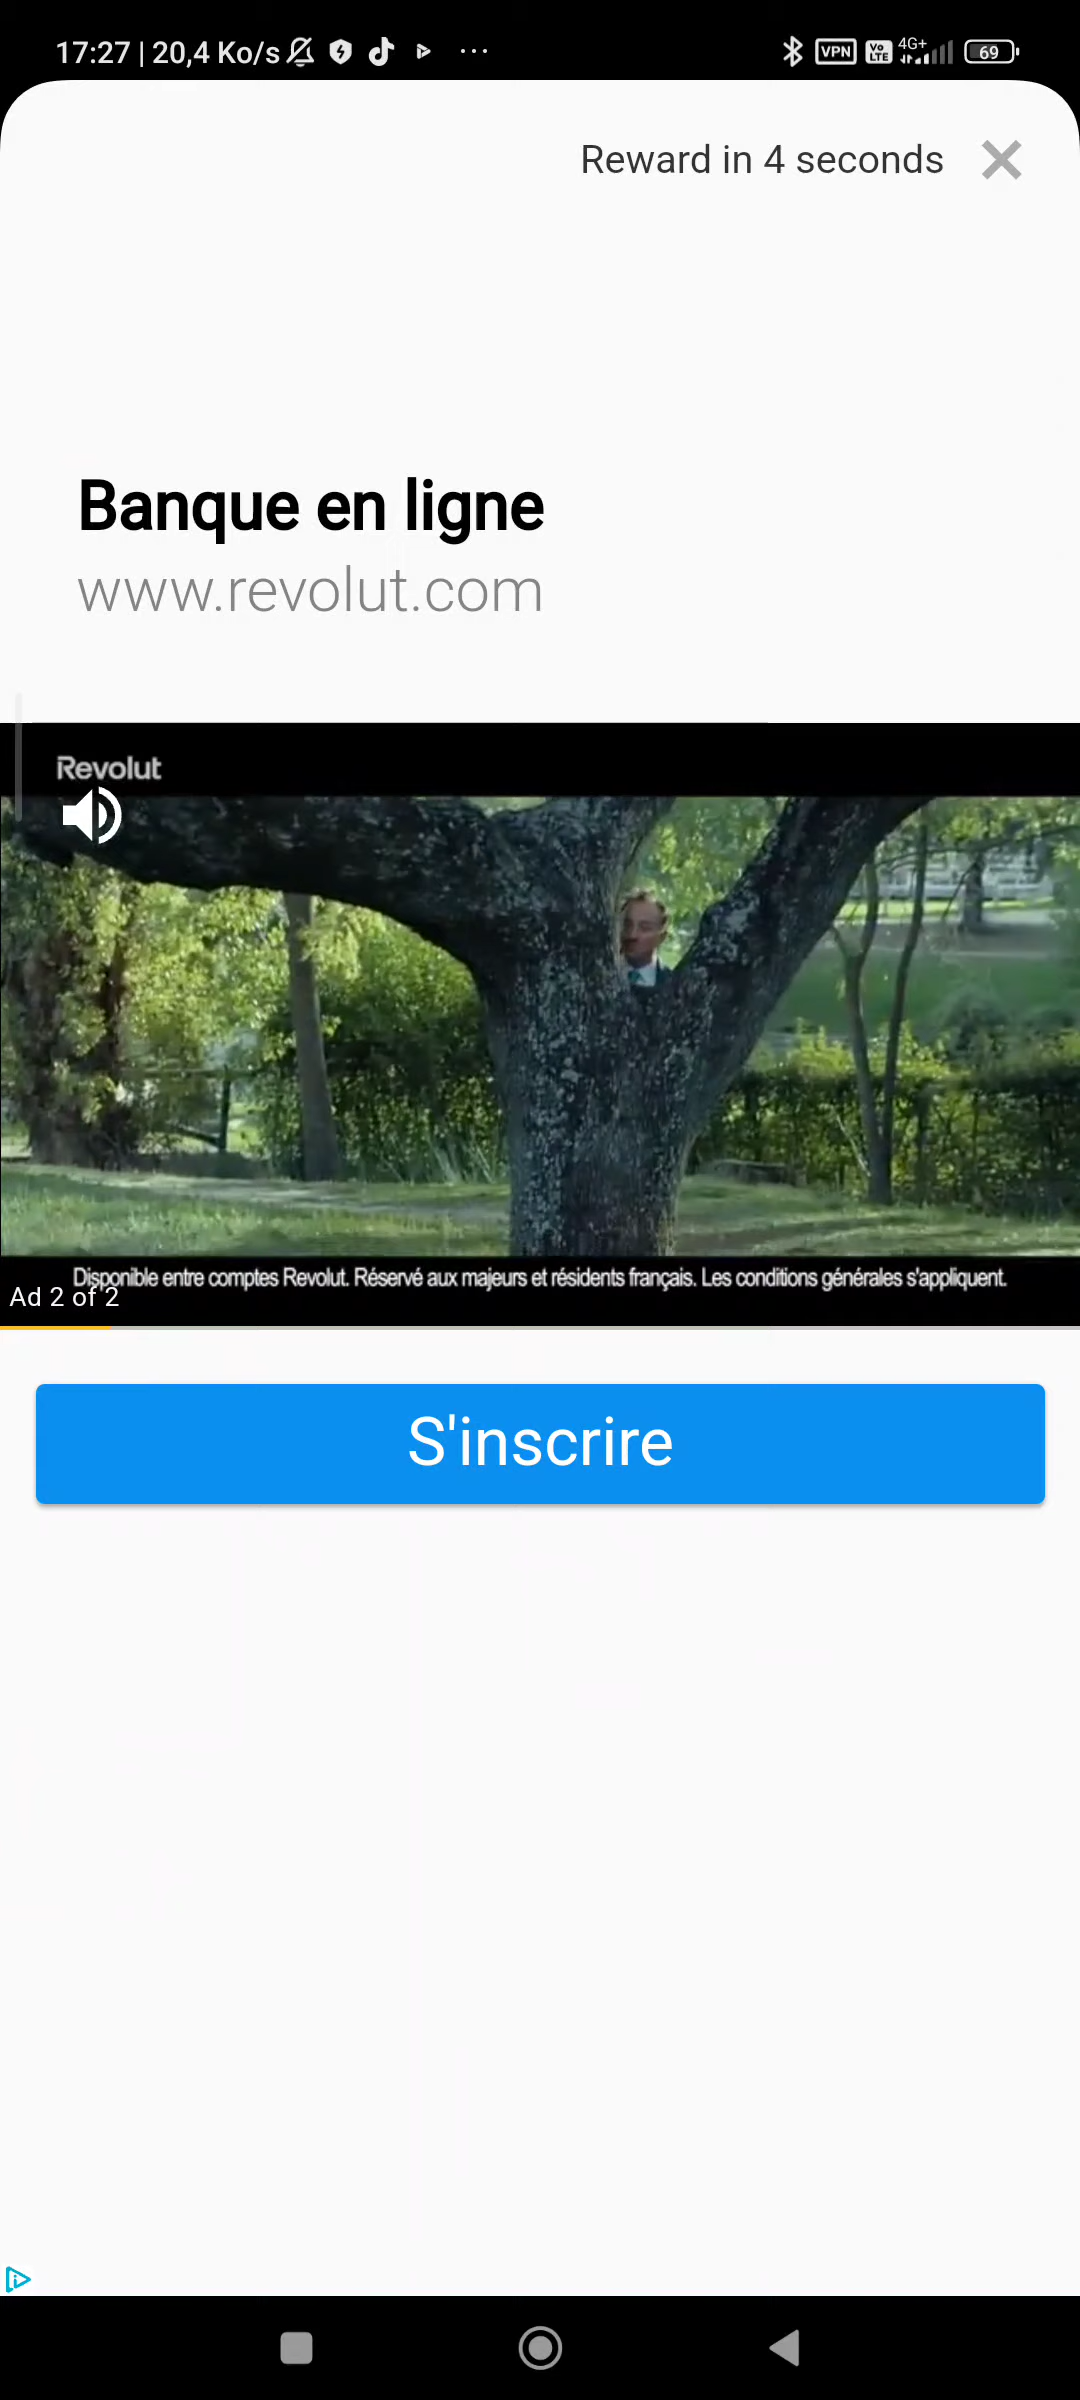 17:27 | 20,4 Ko/s
VPN
Vo LTE
4G+
69
Reward in 4 seconds
Banque en ligne
www.revolut.com
Revolut
Disponible entre comptes Revolut. Réservé aux majeurs et résidents français. Les conditions générales s'appliquent.
Ad 2 of 2
S'inscrire